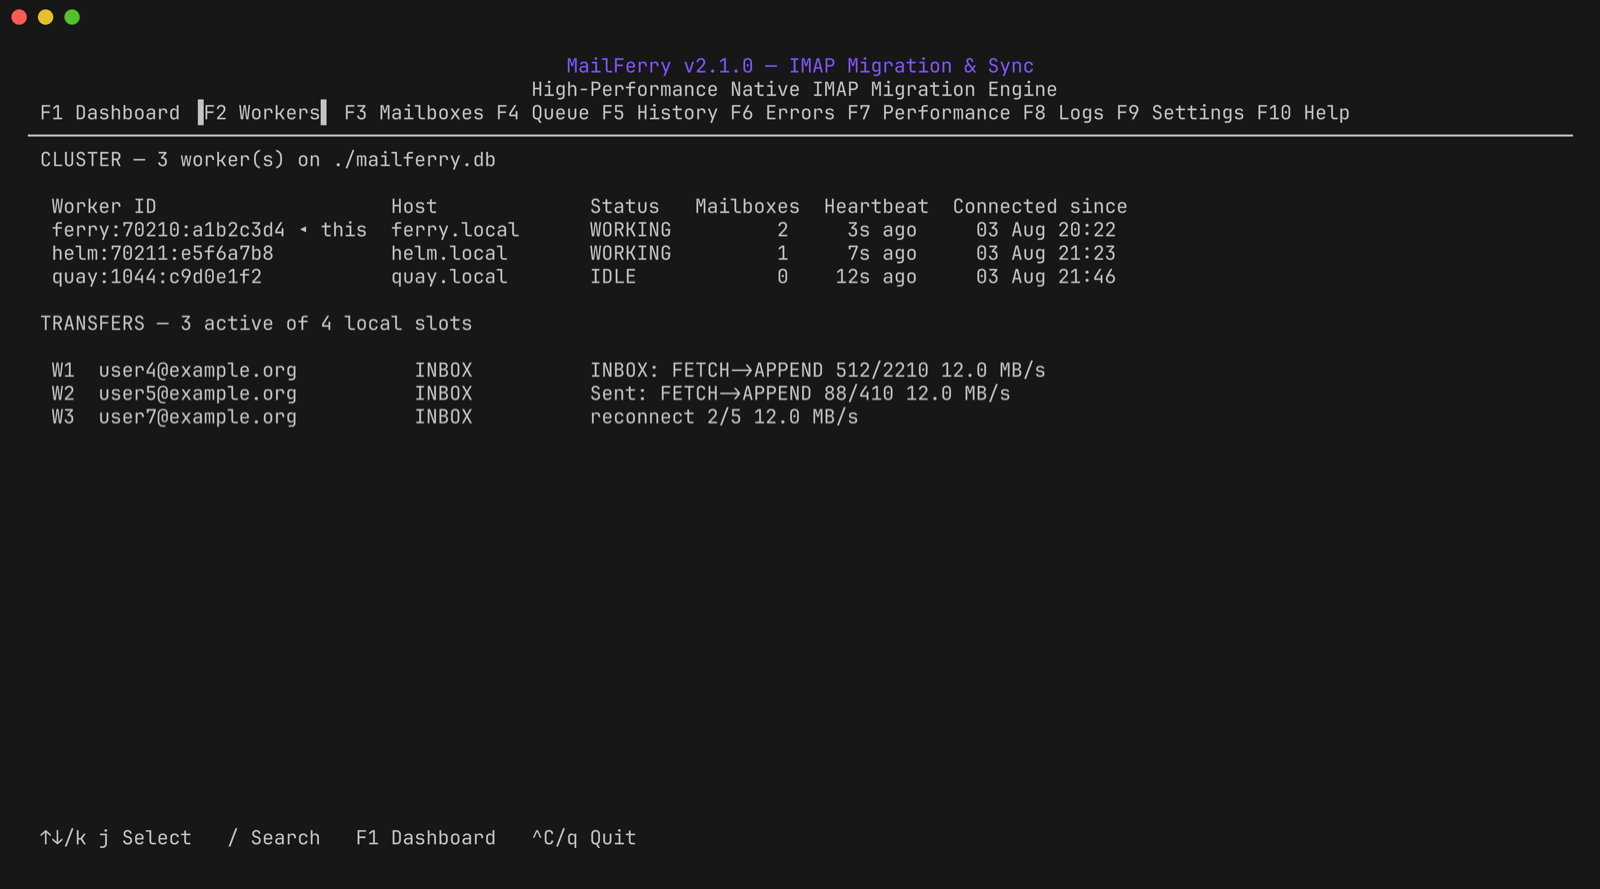 MailFerry v2.1.0 — IMAP Migration & Sync
High-Performance Native IMAP Migration Engine
F1 Dashboard F2 Workers F3 Mailboxes F4 Queue F5 History F6 Errors F7 Performance F8 Logs F9 Settings F10 Help
CLUSTER — 3 worker(s) on ./mailferry.db
Worker ID Host Status Mailboxes Heartbeat Connected since
ferry:70210:a1b2c3d4 ◂ this ferry.local WORKING 2 3s ago 03 Aug 20:22
helm:70211:e5f6a7b8 helm.local WORKING 1 7s ago 03 Aug 21:23
quay:1044:c9d0e1f2 quay.local IDLE 0 12s ago 03 Aug 21:46
TRANSFERS — 3 active of 4 local slots
W1 user4@example.org INBOX INBOX: FETCH→APPEND 512/2210 12.0 MB/s
W2 user5@example.org INBOX Sent: FETCH→APPEND 88/410 12.0 MB/s
W3 user7@example.org INBOX reconnect 2/5 12.0 MB/s
↑↓/k j Select / Search F1 Dashboard ^C/q Quit